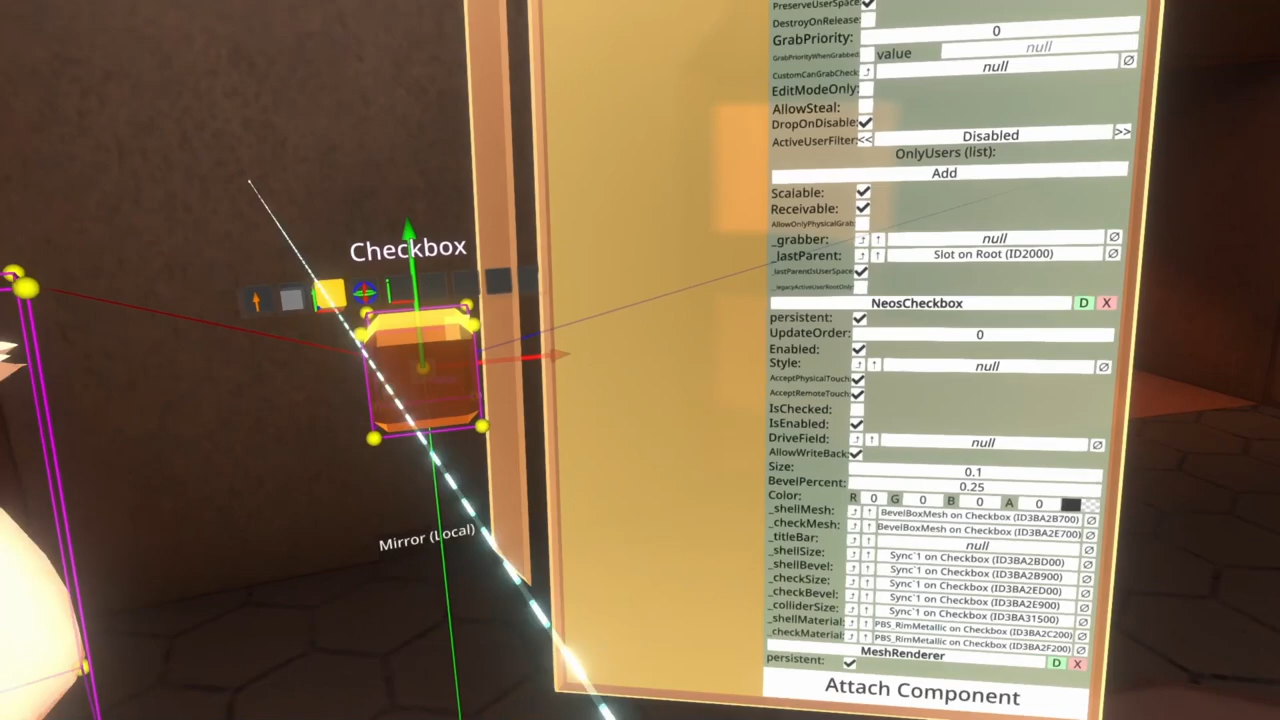 PreserveUserSpace:
DestroyOnRelease:
GrabPriority: 0
GrabPriorityWhenGrabbed: value null
CustomCanGrabCheck: null
EditModeOnly:
AllowSteal:
DropOnDisable:
ActiveUserFilter: << Disabled >>
OnlyUsers (list):
Add
Scalable:
Receivable:
AllowOnlyPhysicalGrab:
_grabber: null
_lastParent: Slot on Root (ID2000)
_lastParentIsUserSpace:
_legacyActiveUserRootOnly:
NeosCheckbox D X
persistent:
UpdateOrder: 0
Enabled:
Style: null
AcceptPhysicalTouch:
AcceptRemoteTouch:
IsChecked:
IsEnabled:
DriveField: null
AllowWriteBack:
Size: 0.1
BevelPercent: 0.25
Color: R 0 G 0 B 0 A 0
_shellMesh: BevelBoxMesh on Checkbox (ID3BA2B700)
_checkMesh: BevelBoxMesh on Checkbox (ID3BA2E700)
_titleBar: null
_shellSize: Sync`1 on Checkbox (ID3BA2BD00)
_shellBevel: Sync`1 on Checkbox (ID3BA2B900)
_checkSize: Sync`1 on Checkbox (ID3BA2ED00)
_checkBevel: Sync`1 on Checkbox (ID3BA2E900)
_colliderSize: Sync`1 on Checkbox (ID3BA31500)
_shellMaterial: PBS_RimMetallic on Checkbox (ID3BA2C200)
_checkMaterial: PBS_RimMetallic on Checkbox (ID3BA2F200)
MeshRenderer D X
persistent:
Attach Component
Checkbox
Mirror (Local)